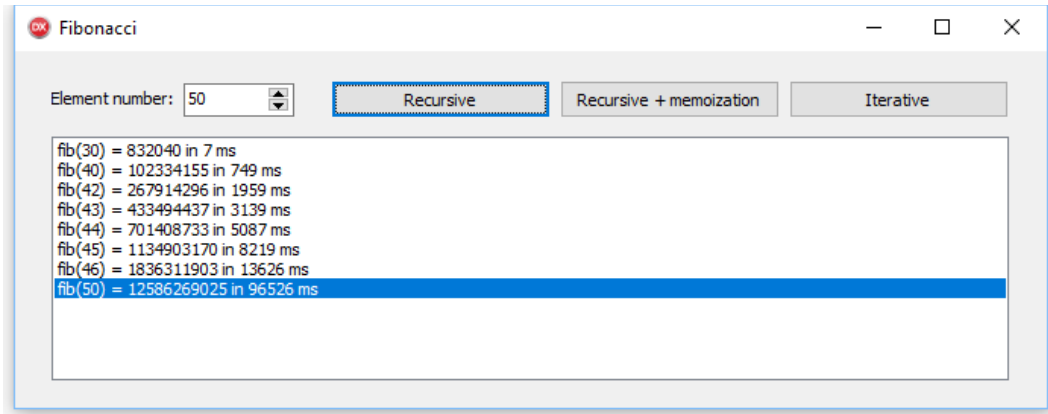 DX Fibonacci
Element number: 50 Recursive Recursive + memoization Iterative
fib(30) = 832040 in 7 ms
fib(40) = 102334155 in 749 ms
fib(42) = 267914296 in 1959 ms
fib(43) = 433494437 in 3139 ms
fib(44) = 701408733 in 5087 ms
fib(45) = 1134903170 in 8219 ms
fib(46) = 1836311903 in 13626 ms
fib(50) = 12586269025 in 96526 ms